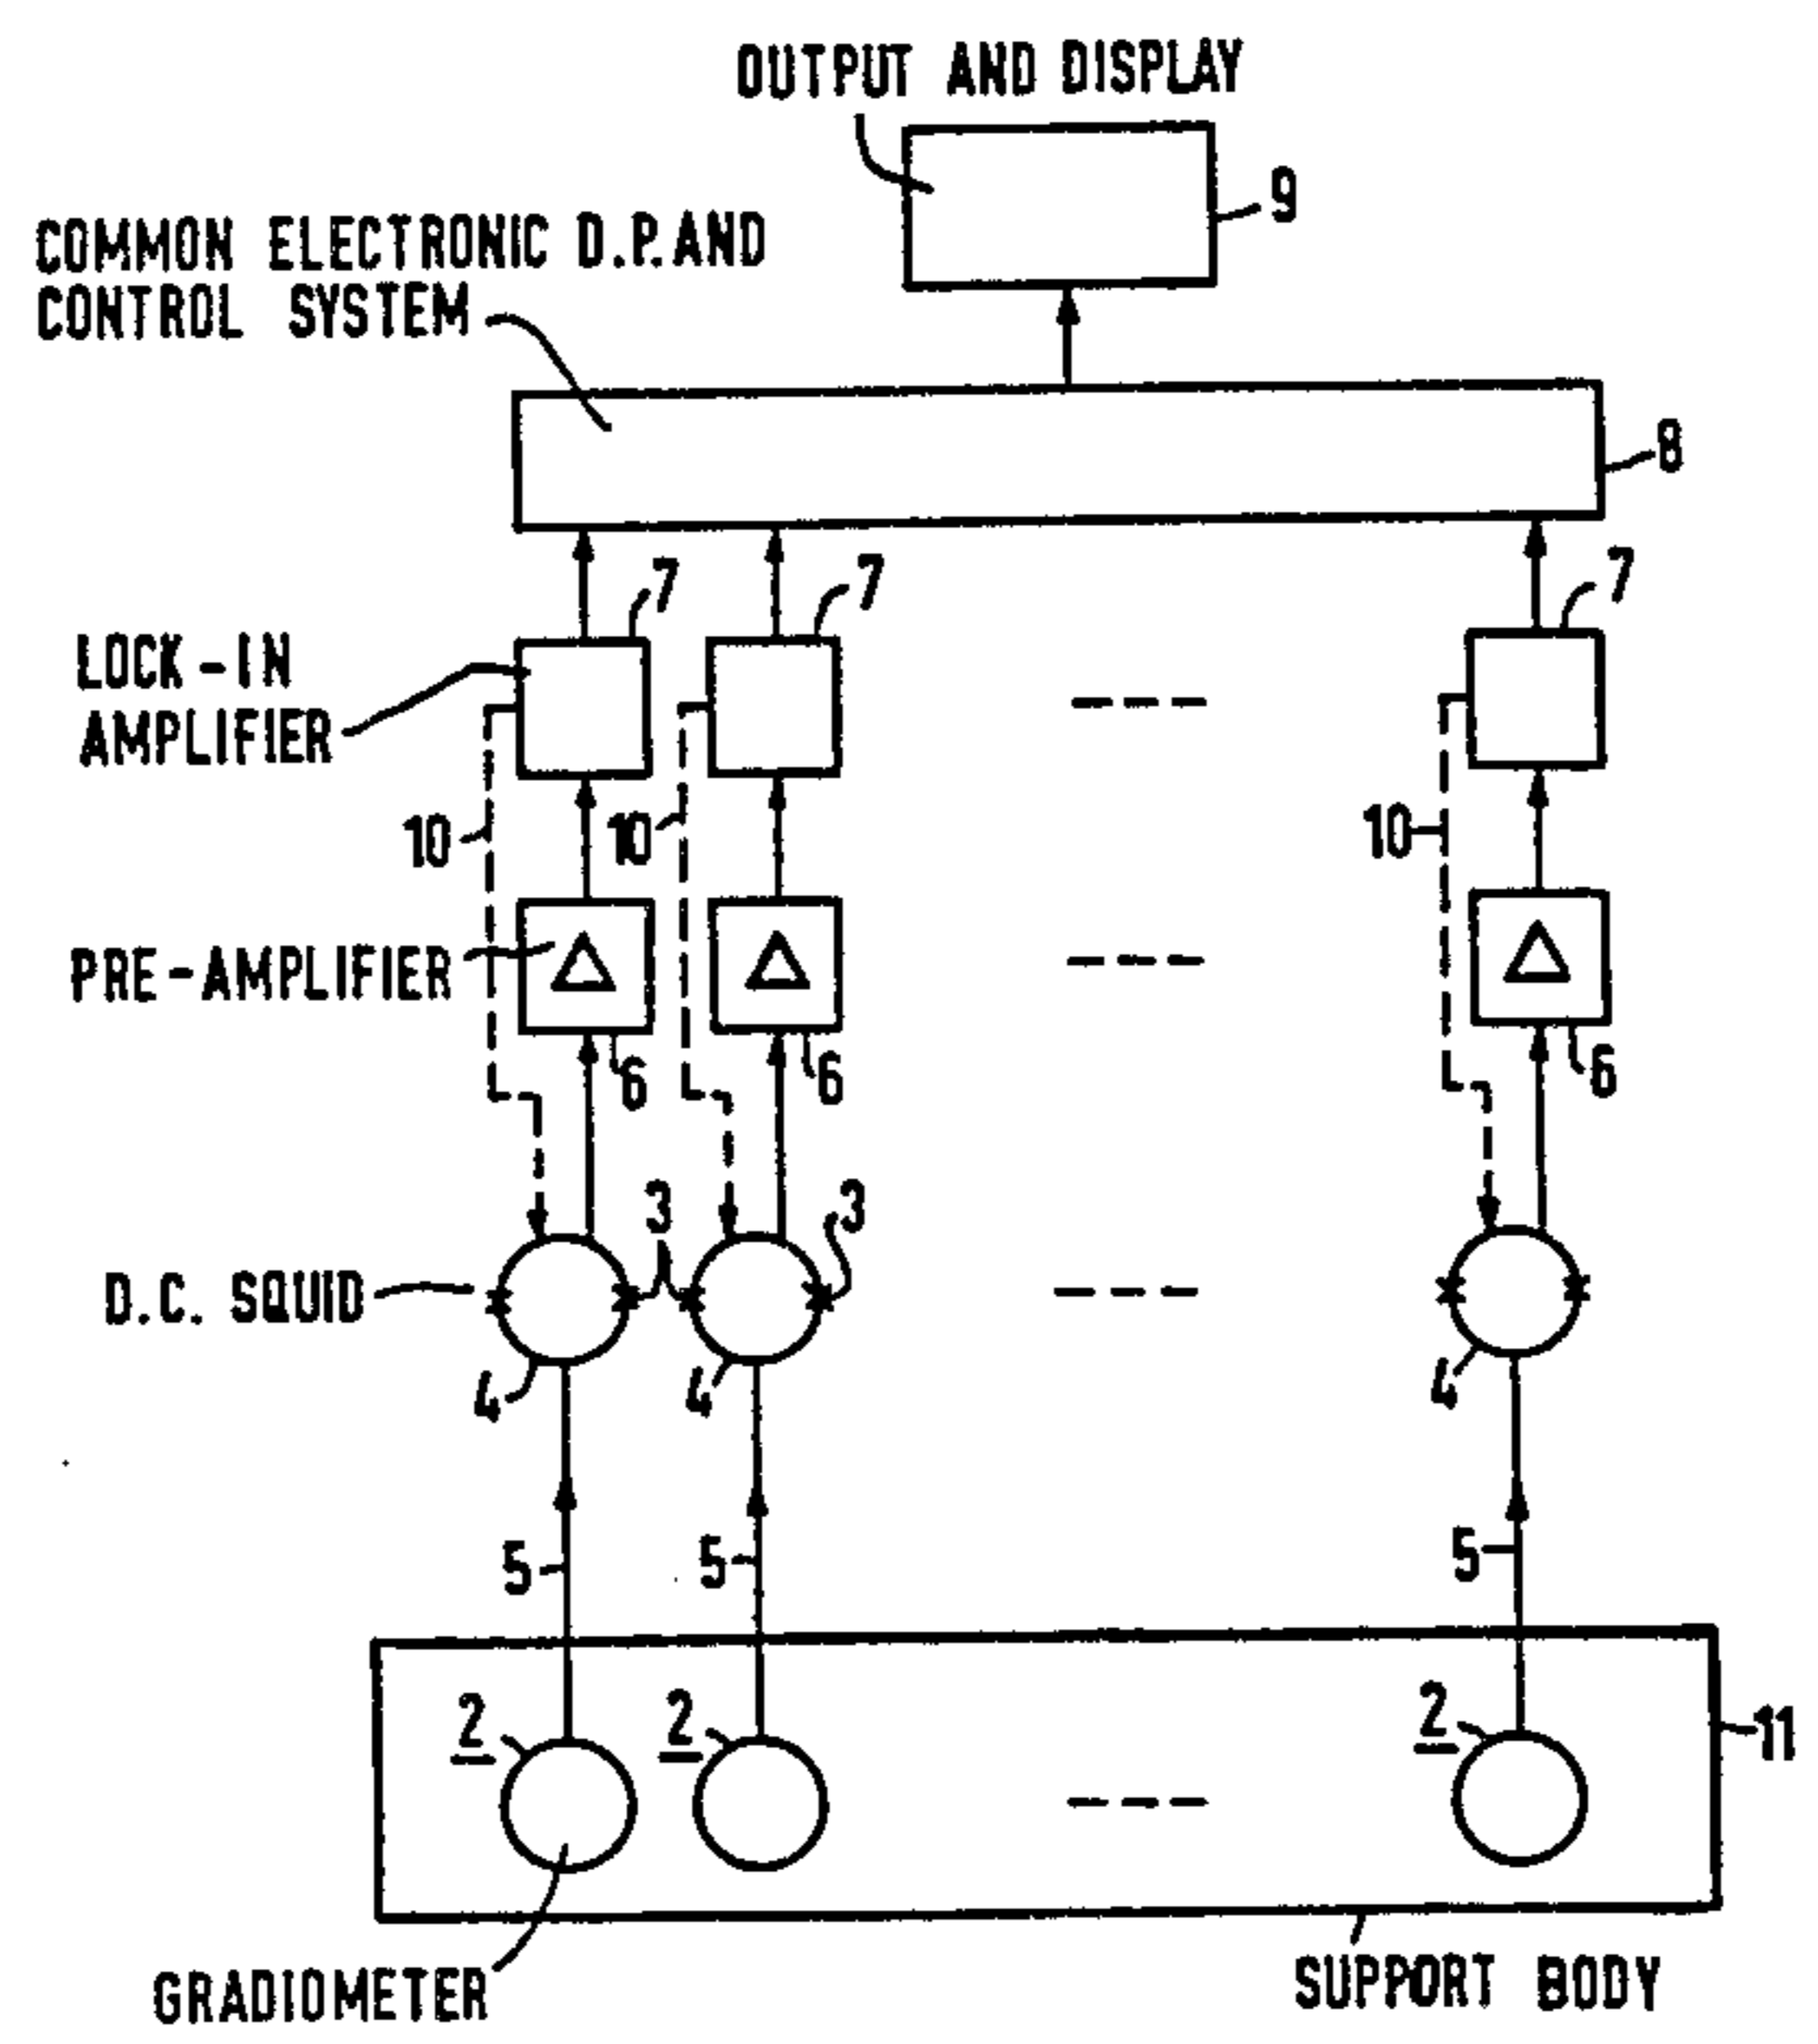 OUTPUT AND DISPLAY
9
COMMON ELECTRONIC D.P. AND
CONTROL SYSTEM
8
7 7 7
LOCK-IN
AMPLIFIER
10 10 10
PRE-AMPLIFIER
6 6 6
3 3
D.C. SQUID
4 4 4
5 5 5
2 2 2
11
GRADIOMETER
SUPPORT BODY